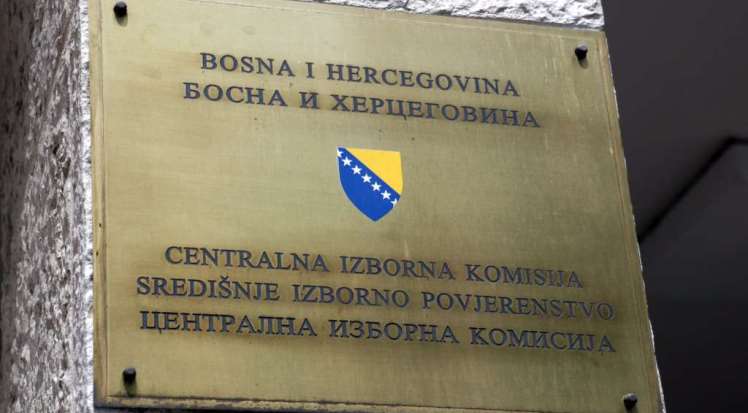 BOSNA I HERCEGOVINA
БОСНА И ХЕРЦЕГОВИНА
CENTRALNA IZBORNA KOMISIJA
SREDIŠNJE IZBORNO POVJERENSTVO
ЦЕНТРАЛНА ИЗБОРНА КОМИСИЈА